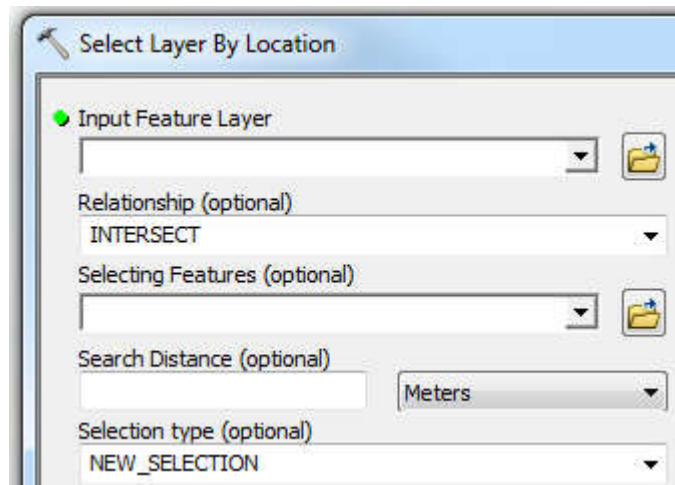 Select Layer By Location
Input Feature Layer
Relationship (optional)
INTERSECT
Selecting Features (optional)
Search Distance (optional)
Meters
Selection type (optional)
NEW_SELECTION